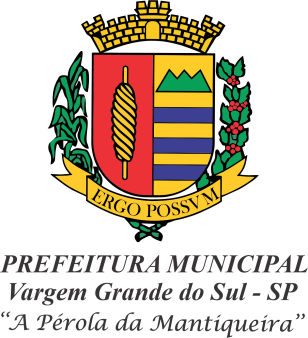 ERGO POSSVM
PREFEITURA MUNICIPAL
Vargem Grande do Sul - SP
“A Pérola da Mantiqueira”